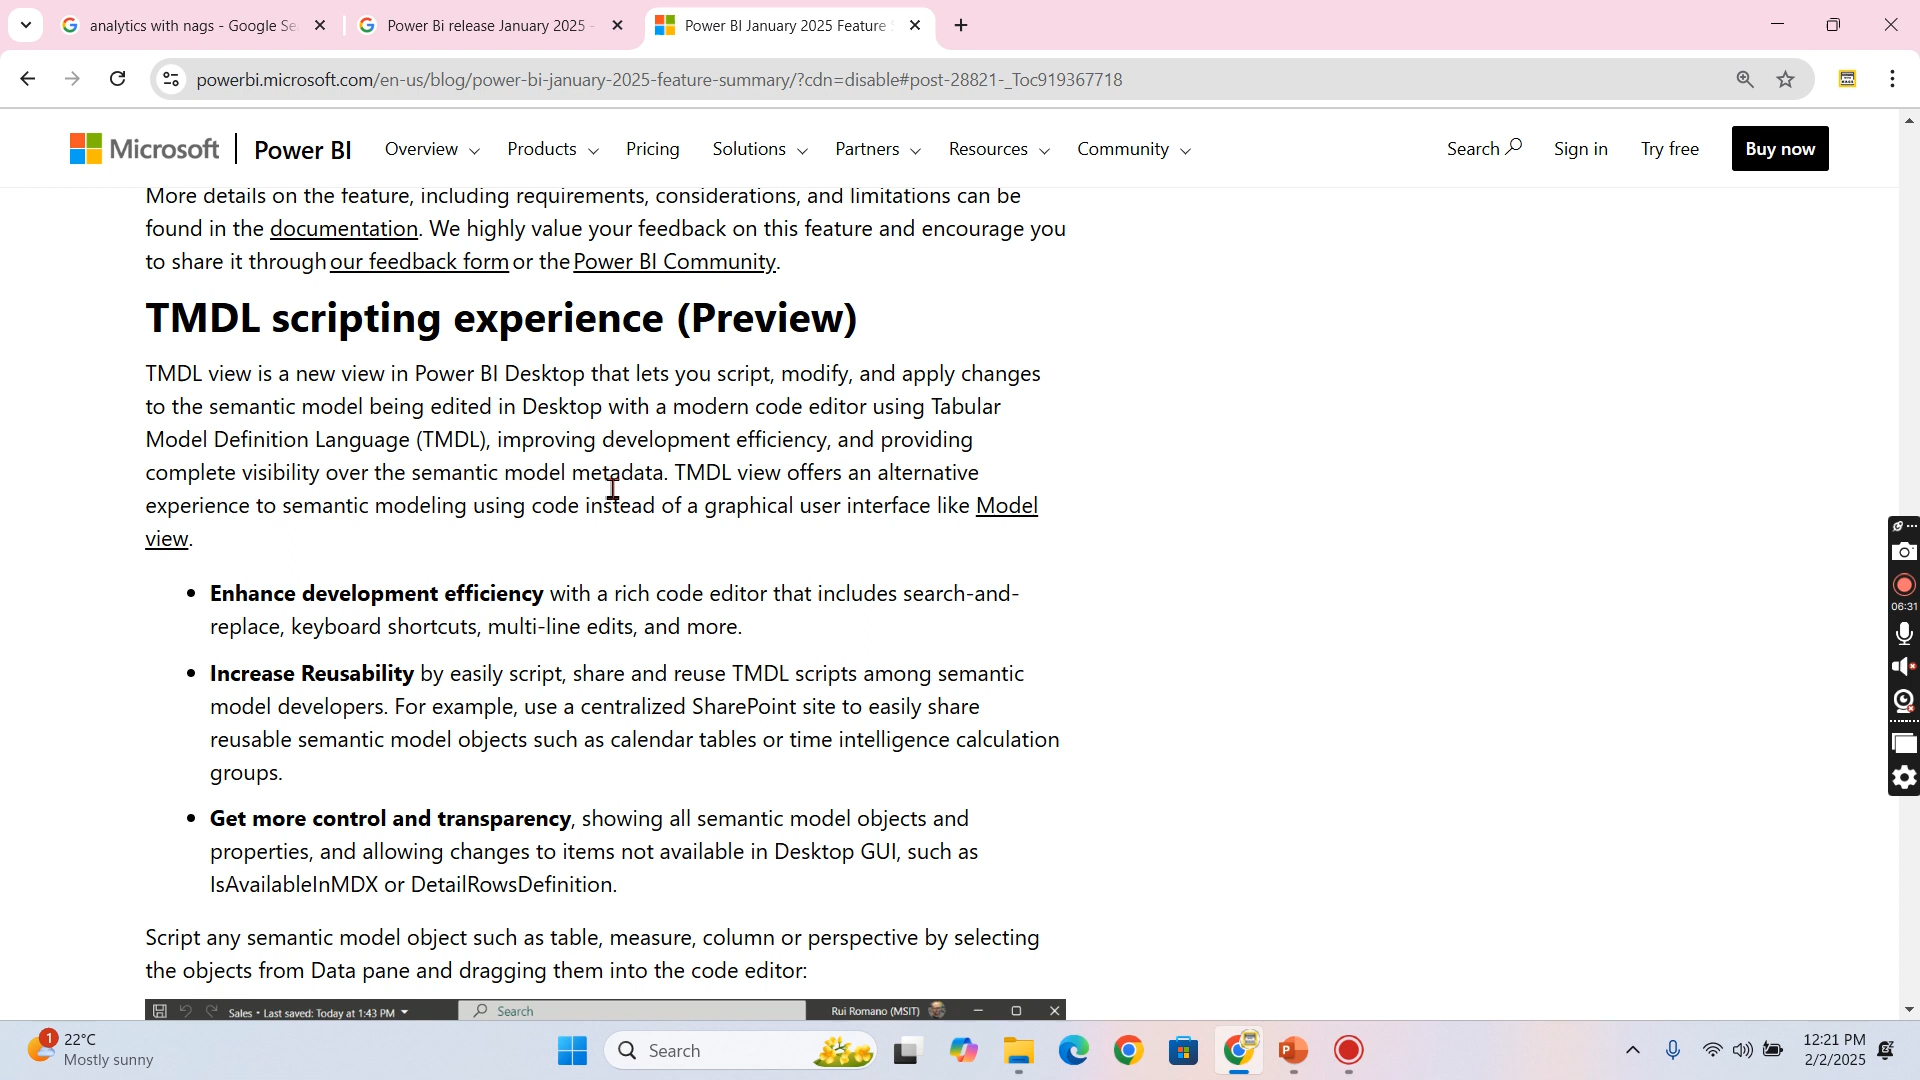 analytics with nags - Google Se
Power Bi release January 2025 -
Power BI January 2025 Feature S
powerbi.microsoft.com/en-us/blog/power-bi-january-2025-feature-summary/?cdn=disable#post-28821-_Toc919367718
Microsoft Power BI Overview Products Pricing Solutions Partners Resources Community Search Sign in Try free Buy now
More details on the feature, including requirements, considerations, and limitations can be
found in the documentation. We highly value your feedback on this feature and encourage you
to share it through our feedback form or the Power BI Community.
TMDL scripting experience (Preview)
TMDL view is a new view in Power BI Desktop that lets you script, modify, and apply changes
to the semantic model being edited in Desktop with a modern code editor using Tabular
Model Definition Language (TMDL), improving development efficiency, and providing
complete visibility over the semantic model metadata. TMDL view offers an alternative
experience to semantic modeling using code instead of a graphical user interface like Model
view.
• Enhance development efficiency with a rich code editor that includes search-and-
replace, keyboard shortcuts, multi-line edits, and more.
• Increase Reusability by easily script, share and reuse TMDL scripts among semantic
model developers. For example, use a centralized SharePoint site to easily share
reusable semantic model objects such as calendar tables or time intelligence calculation
groups.
• Get more control and transparency, showing all semantic model objects and
properties, and allowing changes to items not available in Desktop GUI, such as
IsAvailableInMDX or DetailRowsDefinition.
Script any semantic model object such as table, measure, column or perspective by selecting
the objects from Data pane and dragging them into the code editor:
Sales • Last saved: Today at 1:43 PM Search Rui Romano (MSIT)
06:31
1
22°C
Mostly sunny
Search
12:21 PM
2/2/2025